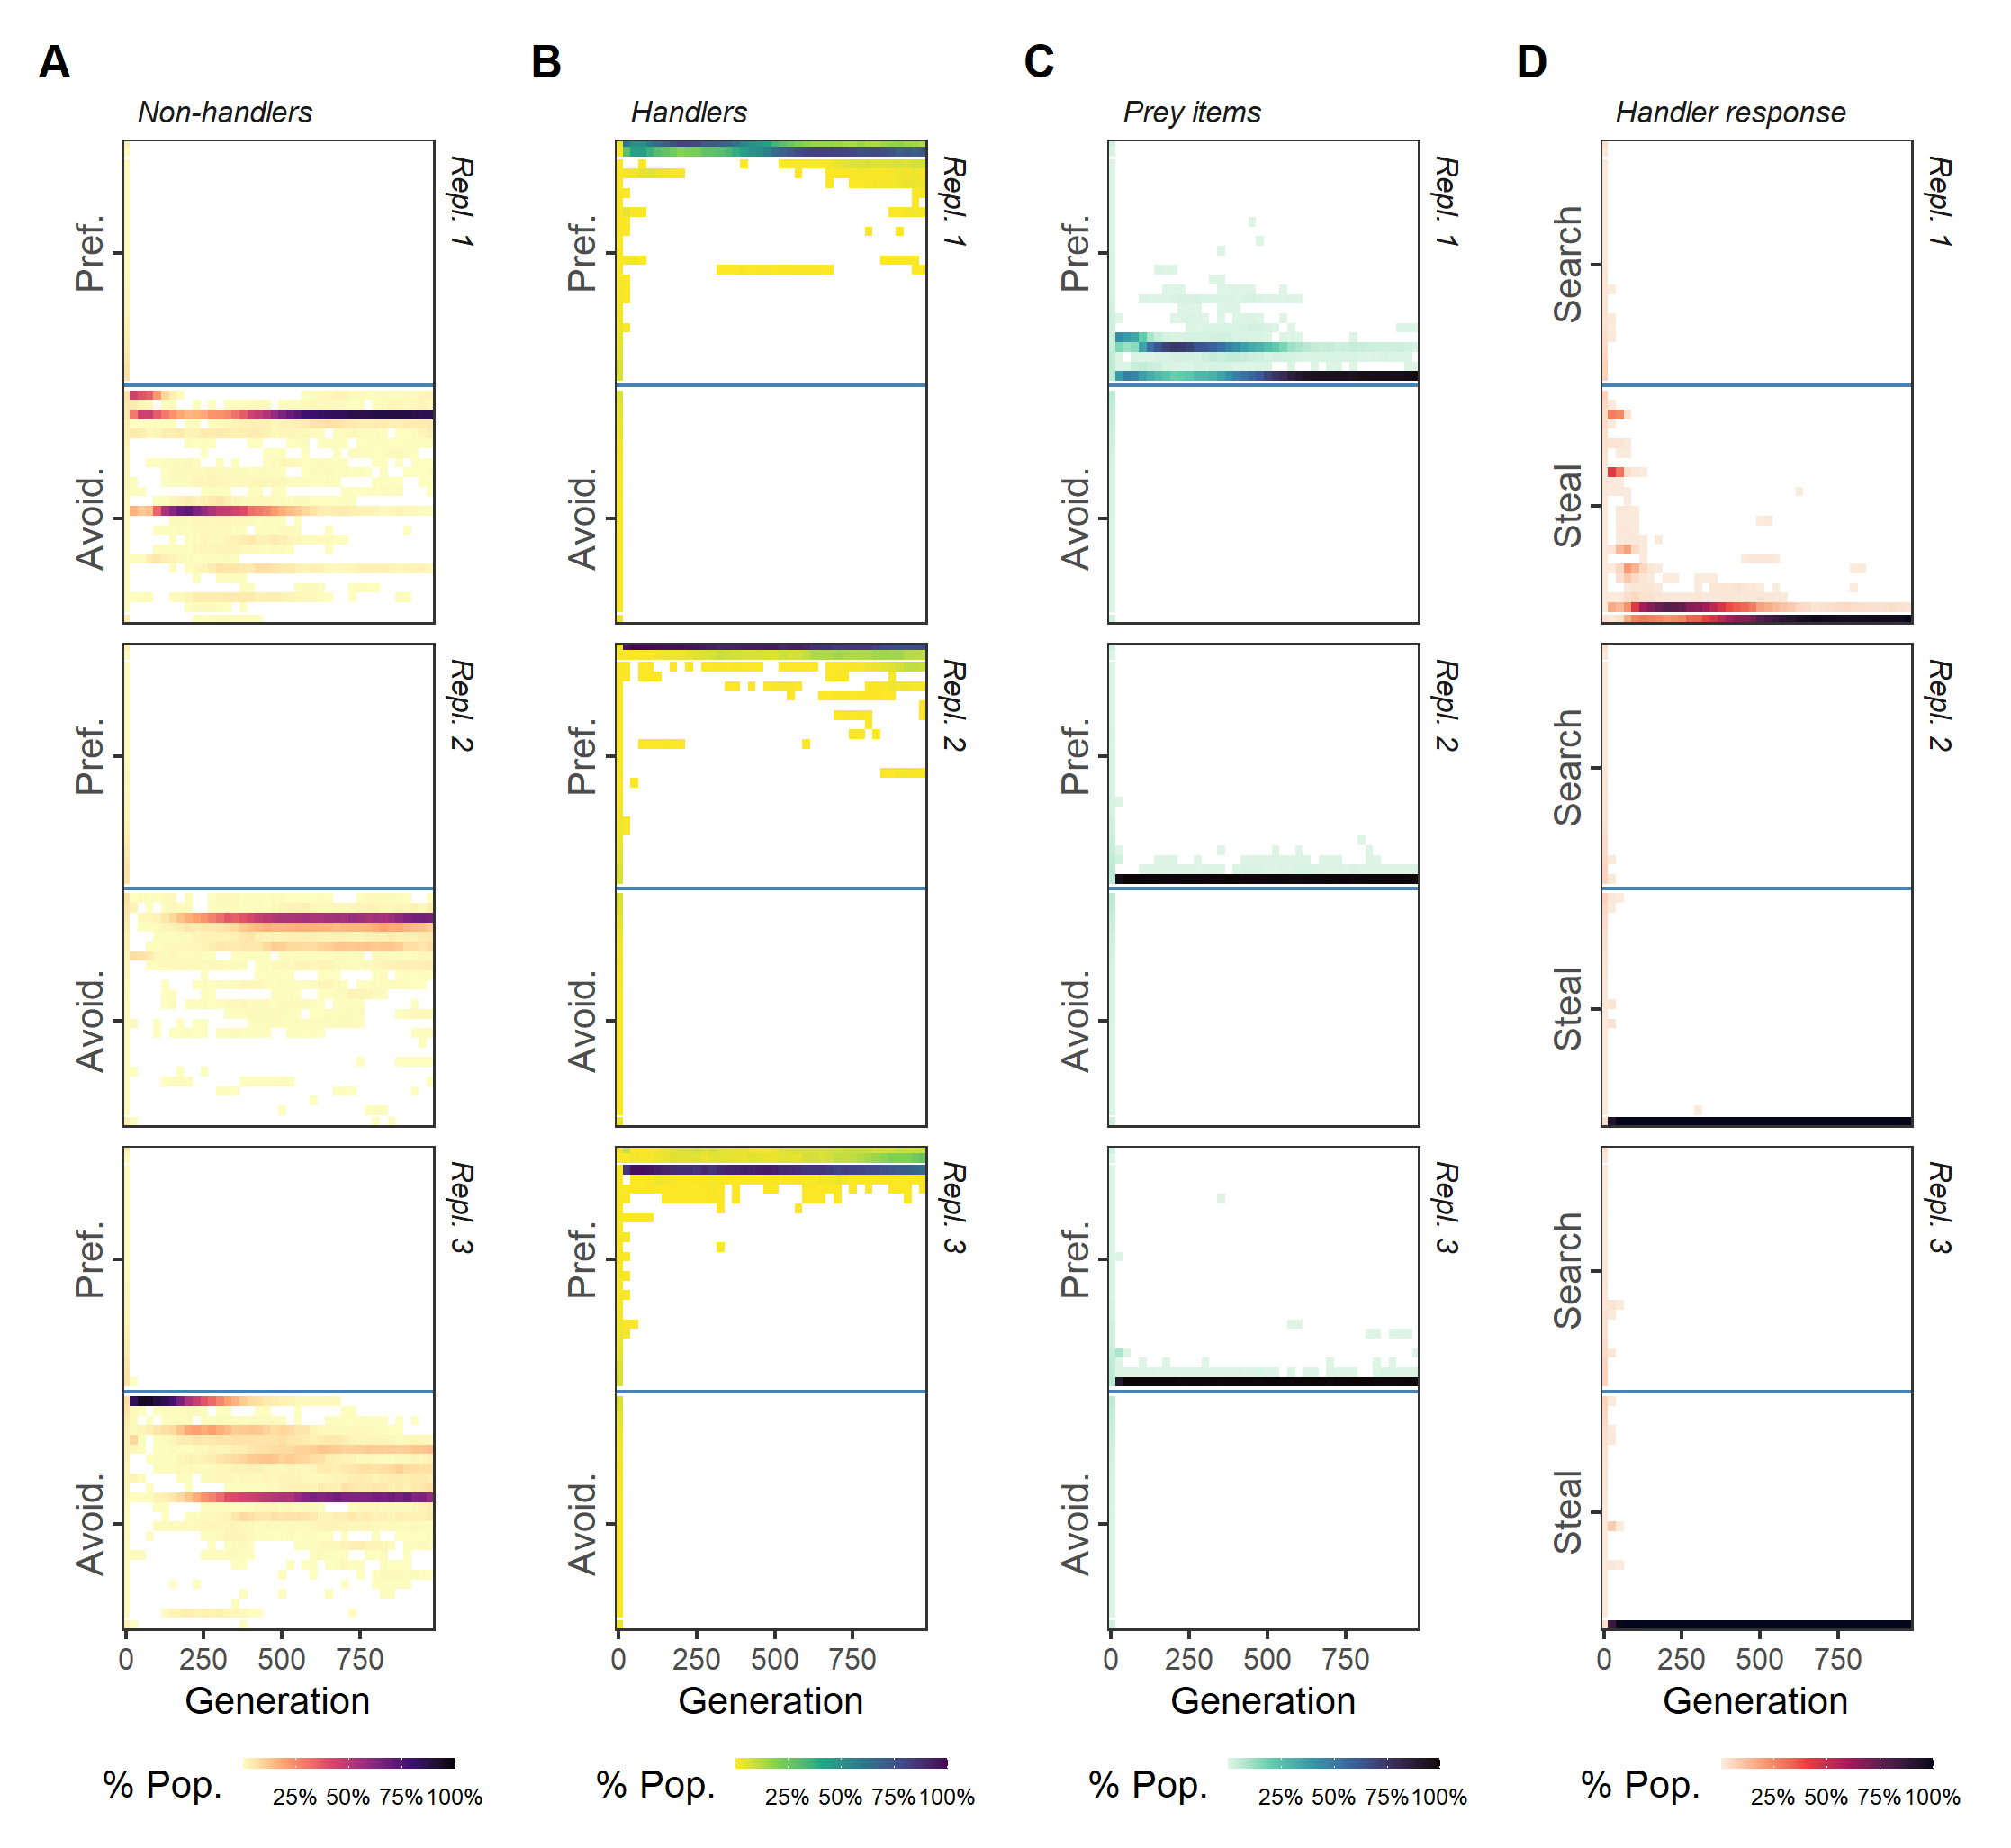 A B C D
Non-handlers Handlers Prey items Handler response
Pref. Avoid. Repl. 1 Pref. Avoid. Repl. 1 Pref. Avoid. Repl. 1 Search Steal Repl. 1
Pref. Avoid. Repl. 2 Pref. Avoid. Repl. 2 Pref. Avoid. Repl. 2 Search Steal Repl. 2
Pref. Avoid. Repl. 3 Pref. Avoid. Repl. 3 Pref. Avoid. Repl. 3 Search Steal Repl. 3
0 250 500 750 0 250 500 750 0 250 500 750 0 250 500 750
Generation Generation Generation Generation
% Pop. 25% 50% 75% 100% % Pop. 25% 50% 75% 100% % Pop. 25% 50% 75% 100% % Pop. 25% 50% 75% 100%